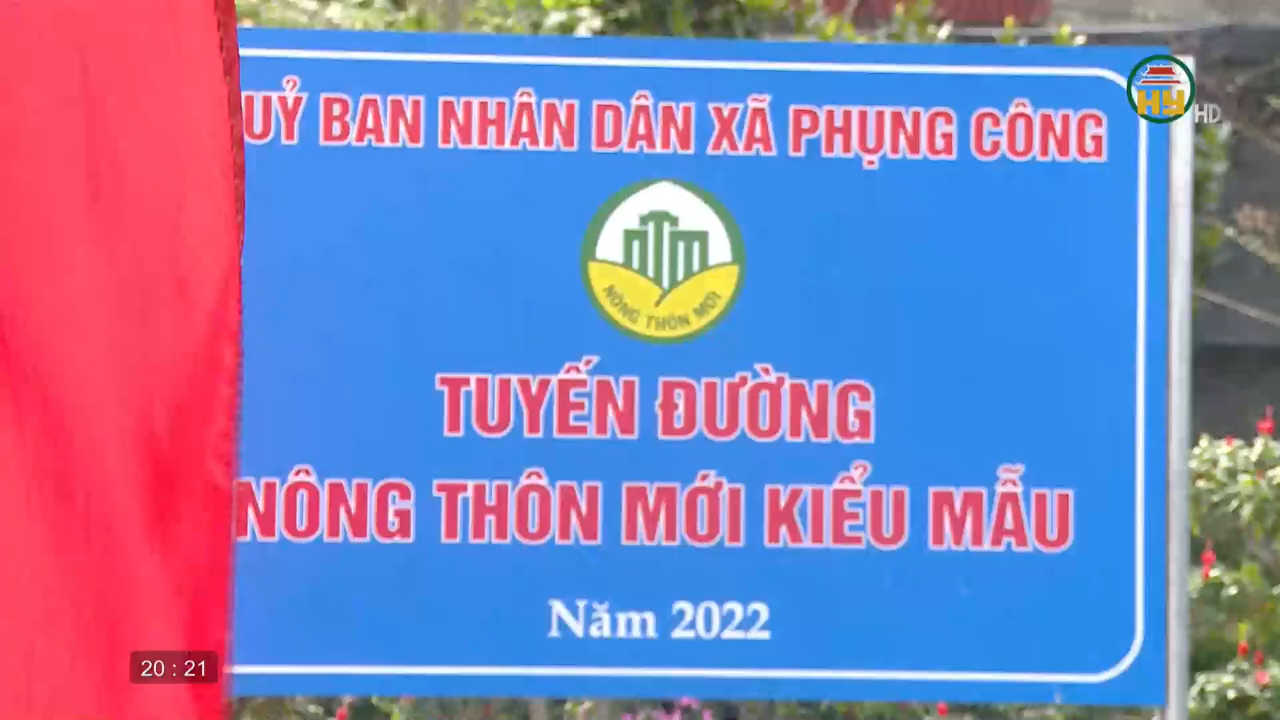 UỶ BAN NHÂN DÂN XÃ PHỤNG CÔNG
HY HD
NTM
NÔNG THÔN MỚI
TUYẾN ĐƯỜNG
NÔNG THÔN MỚI KIỂU MẪU
Năm 2022
20 : 21